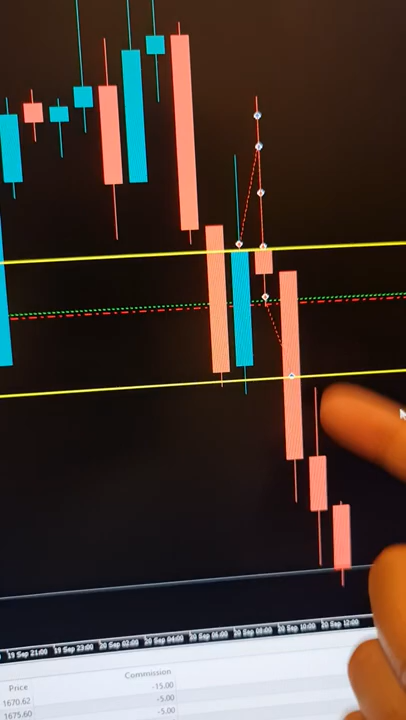 19 Sep 21:00 19 Sep 23:00 20 Sep 02:00 20 Sep 04:00 20 Sep 06:00 20 Sep 08:00 20 Sep 10:00 20 Sep 12:00
Price Commission
-15.00
1670.62 -5.00
1675.60 -5.00